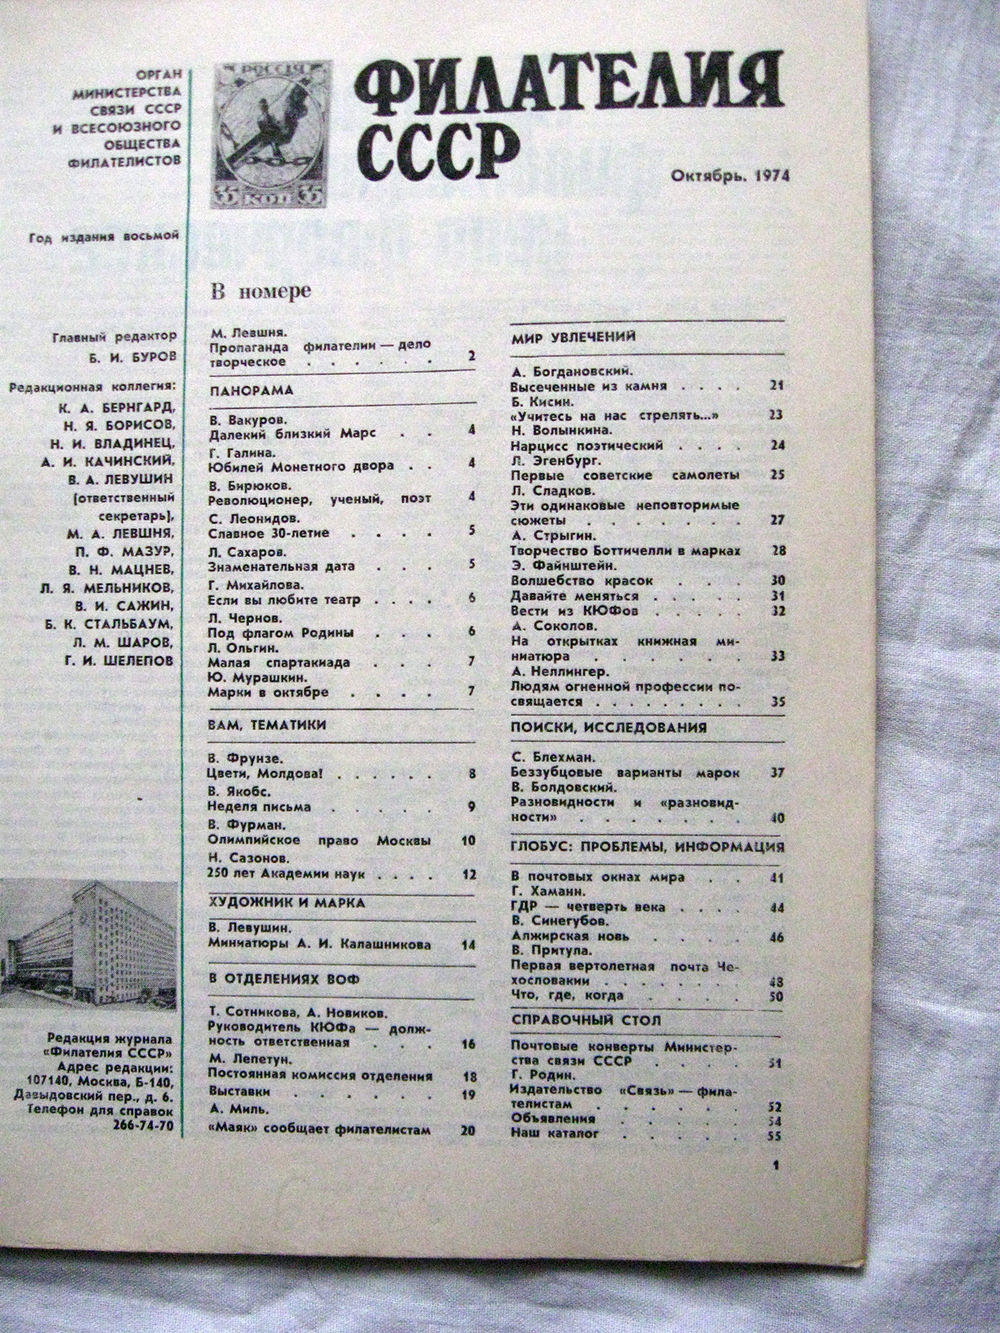 ОРГАН
МИНИСТЕРСТВА
СВЯЗИ СССР
И ВСЕСОЮЗНОГО
ОБЩЕСТВА
ФИЛАТЕЛИСТОВ
РОССІЯ
35 КОП 35
ФИЛАТЕЛИЯ
СССР
Октябрь. 1974
Год издания восьмой
Главный редактор
Б. И. БУРОВ
Редакционная коллегия:
К. А. БЕРНГАРД,
Н. Я. БОРИСОВ,
Н. И. ВЛАДИНЕЦ,
А. И. КАЧИНСКИЙ,
В. А. ЛЕВУШИН
[ответственный
секретарь],
М. А. ЛЕВШНЯ,
П. Ф. МАЗУР,
В. Н. МАЦНЕВ,
Л. Я. МЕЛЬНИКОВ,
В. И. САЖИН,
Б. К. СТАЛЬБАУМ,
Л. М. ШАРОВ,
Г. И. ШЕЛЕПОВ
Редакция журнала
«Филателия СССР»
Адрес редакции:
107140, Москва, Б-140,
Давыдовский пер., д. 6.
Телефон для справок
266-74-70
В номере
М. Левшня.
Пропаганда филателии — дело
творческое . . . . . . 2
ПАНОРАМА
В. Вакуров.
Далекий близкий Марс . . 4
Г. Галина.
Юбилей Монетного двора . . 4
В. Бирюков.
Революционер, ученый, поэт 4
С. Леонидов.
Славное 30-летие . . . . 5
Л. Сахаров.
Знаменательная дата . . . 5
Г. Михайлова.
Если вы любите театр . . . . 6
Л. Чернов.
Под флагом Родины . . . 6
Л. Ольгин.
Малая спартакиада . . . 7
Ю. Мурашкин.
Марки в октябре . . . . 7
ВАМ, ТЕМАТИКИ
В. Фрунзе.
Цвети, Молдова! . . . . . . 8
В. Якобс.
Неделя письма . . . . . 9
В. Фурман.
Олимпийское право Москвы 10
Н. Сазонов.
250 лет Академии наук . . . . 12
ХУДОЖНИК И МАРКА
В. Левушин.
Миниатюры А. И. Калашникова 14
В ОТДЕЛЕНИЯХ ВОФ
Т. Сотникова, А. Новиков.
Руководитель КЮФа — долж-
ность ответственная . . . 16
М. Лепетун.
Постоянная комиссия отделения 18
Выставки . . . . . . 19
А. Миль.
«Маяк» сообщает филателистам 20
МИР УВЛЕЧЕНИЙ
А. Богдановский.
Высеченные из камня . . . . 21
Б. Кисин.
«Учитесь на нас стрелять...» 23
Н. Волынкина.
Нарцисс поэтический . . . . 24
Л. Эгенбург.
Первые советские самолеты 25
Л. Сладков.
Эти одинаковые неповторимые
сюжеты . . . . . . . 27
А. Стрыгин.
Творчество Боттичелли в марках 28
Э. Файнштейн.
Волшебство красок . . . 30
Давайте меняться . . . . . 31
Вести из КЮФов . . . . . 32
А. Соколов.
На открытках книжная ми-
ниатюра . . . . . . 33
А. Неллингер.
Людям огненной профессии по-
свящается . . . . . . . . 35
ПОИСКИ, ИССЛЕДОВАНИЯ
С. Блехман.
Беззубцовые варианты марок 37
В. Болдовский.
Разновидности и «разновид-
ности» . . . . . . . 40
ГЛОБУС: ПРОБЛЕМЫ, ИНФОРМАЦИЯ
В почтовых окнах мира . . 41
Г. Хаманн.
ГДР — четверть века . . . . 44
В. Синегубов.
Алжирская новь . . . . 46
В. Притула.
Первая вертолетная почта Че-
хословакии . . . . . . . 48
Что, где, когда . . . . 50
СПРАВОЧНЫЙ СТОЛ
Почтовые конверты Министер-
ства связи СССР . . . . . 51
Г. Родин.
Издательство «Связь» — фила-
телистам . . . . . . 52
Объявления . . . . . 54
Наш каталог . . . . . 55
1